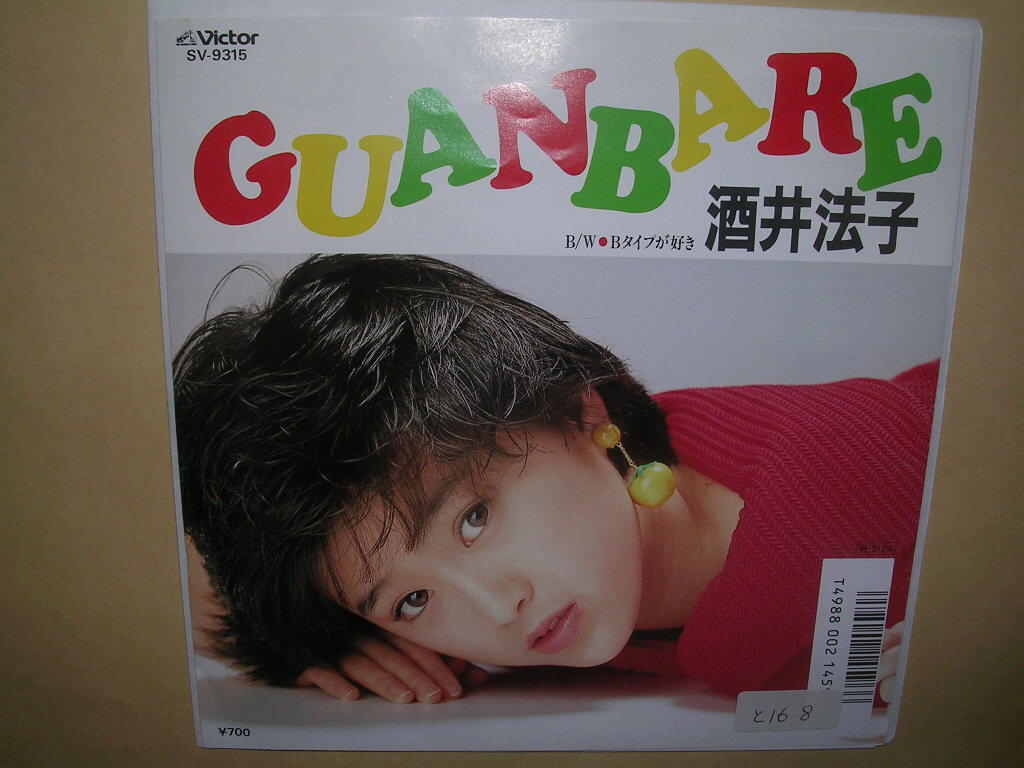 Victor
SV-9315
GUANBARE
B/W●Bタイプが好き 酒井法子
T4988 002 145
¥700